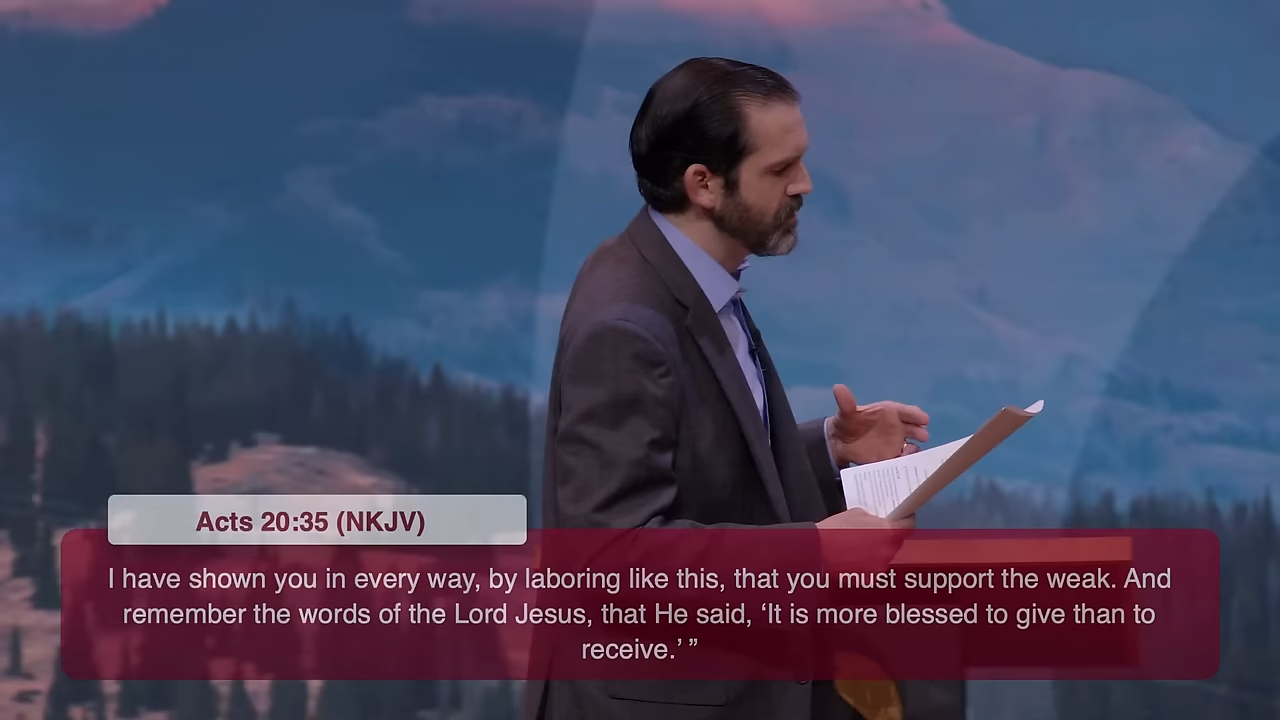 Acts 20:35 (NKJV)
I have shown you in every way, by laboring like this, that you must support the weak. And
remember the words of the Lord Jesus, that He said, ‘It is more blessed to give than to
receive.’ ”